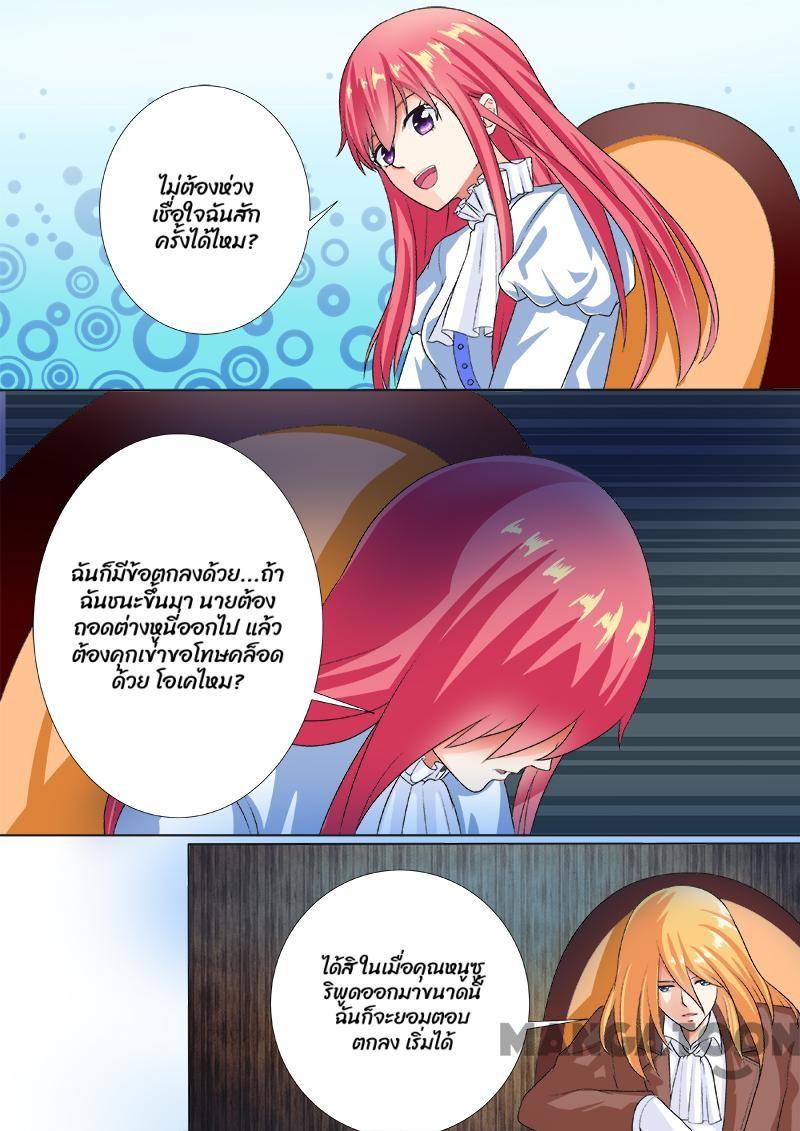 ไม่ต้องห่วง
เชื่อใจฉันสัก
ครั้งได้ไหม?
ฉันก็มีข้อตกลงด้วย...ถ้า
ฉันชนะขึ้นมา นายต้อง
ถอดต่างหูนี่ออกไป แล้ว
ต้องคุกเข่าขอโทษคล็อด
ด้วย โอเคไหม?
ได้สิ ในเมื่อคุณหนูซู
ริพูดออกมาขนาดนี้
ฉันก็จะยอมตอบ
ตกลง เริ่มได้
MANGATOON